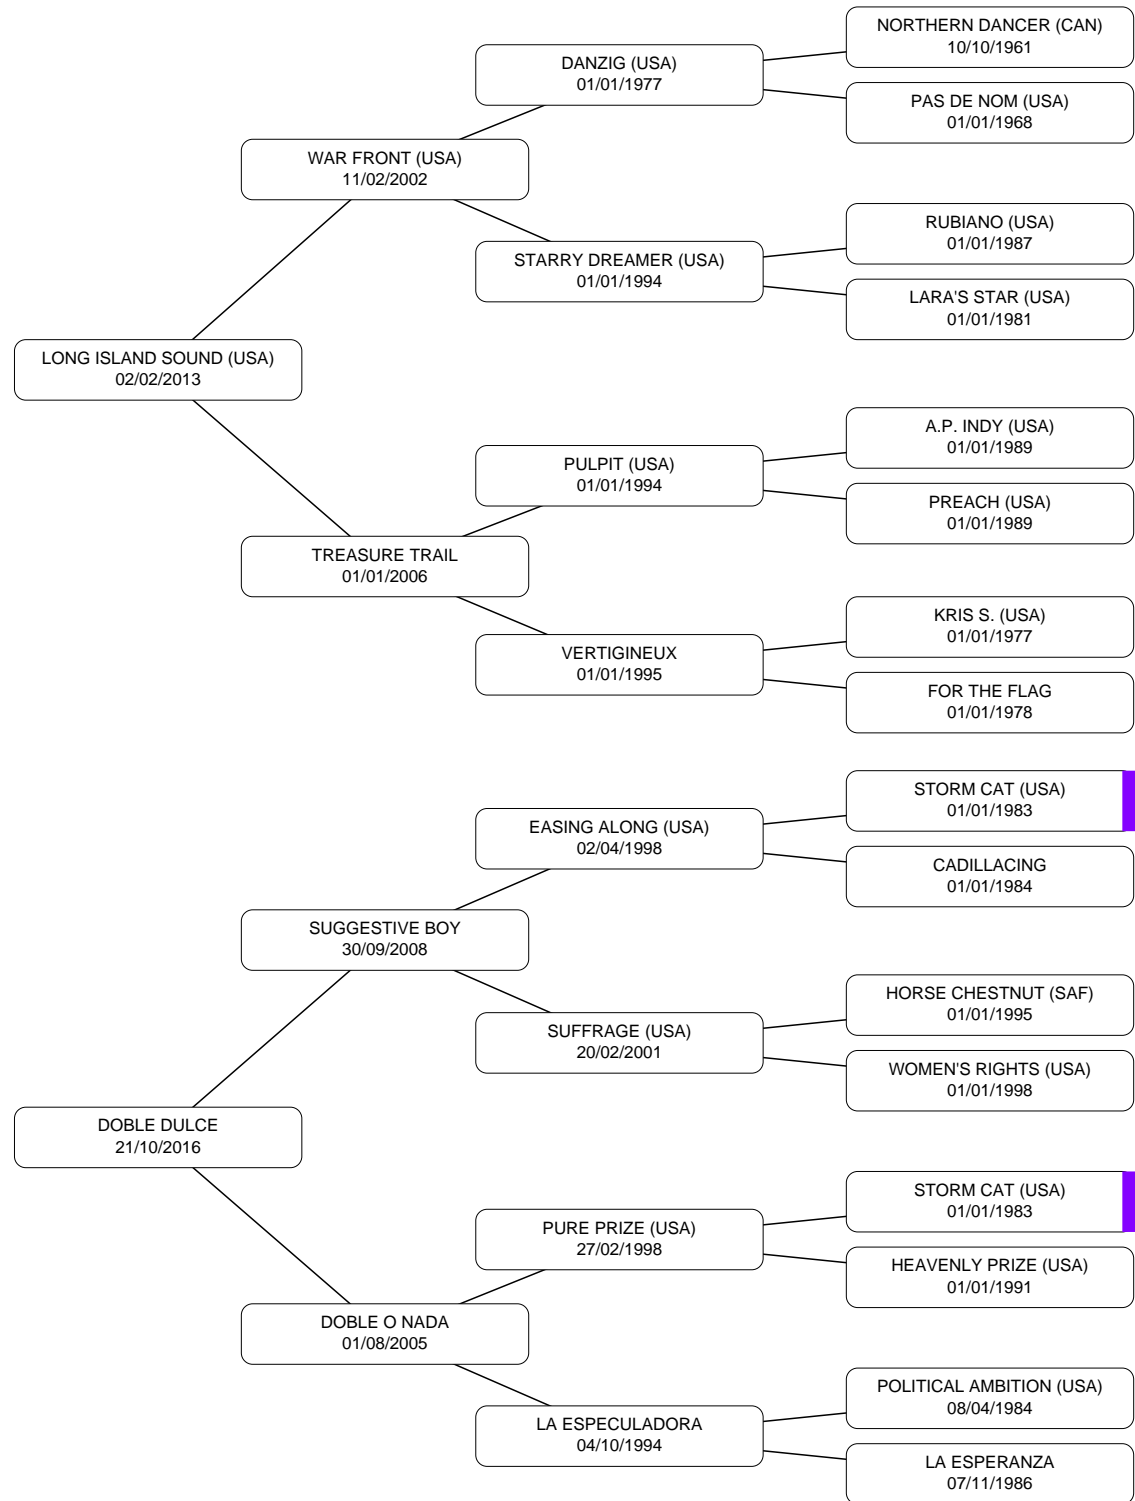 NORTHERN DANCER (CAN)
10/10/1961
DANZIG (USA)
01/01/1977
PAS DE NOM (USA)
01/01/1968
WAR FRONT (USA)
11/02/2002
RUBIANO (USA)
01/01/1987
STARRY DREAMER (USA)
01/01/1994
LARA'S STAR (USA)
01/01/1981
LONG ISLAND SOUND (USA)
02/02/2013
A.P. INDY (USA)
01/01/1989
PULPIT (USA)
01/01/1994
PREACH (USA)
01/01/1989
TREASURE TRAIL
01/01/2006
KRIS S. (USA)
01/01/1977
VERTIGINEUX
01/01/1995
FOR THE FLAG
01/01/1978
STORM CAT (USA)
01/01/1983
EASING ALONG (USA)
02/04/1998
CADILLACING
01/01/1984
SUGGESTIVE BOY
30/09/2008
HORSE CHESTNUT (SAF)
01/01/1995
SUFFRAGE (USA)
20/02/2001
WOMEN'S RIGHTS (USA)
01/01/1998
DOBLE DULCE
21/10/2016
STORM CAT (USA)
01/01/1983
PURE PRIZE (USA)
27/02/1998
HEAVENLY PRIZE (USA)
01/01/1991
DOBLE O NADA
01/08/2005
POLITICAL AMBITION (USA)
08/04/1984
LA ESPECULADORA
04/10/1994
LA ESPERANZA
07/11/1986